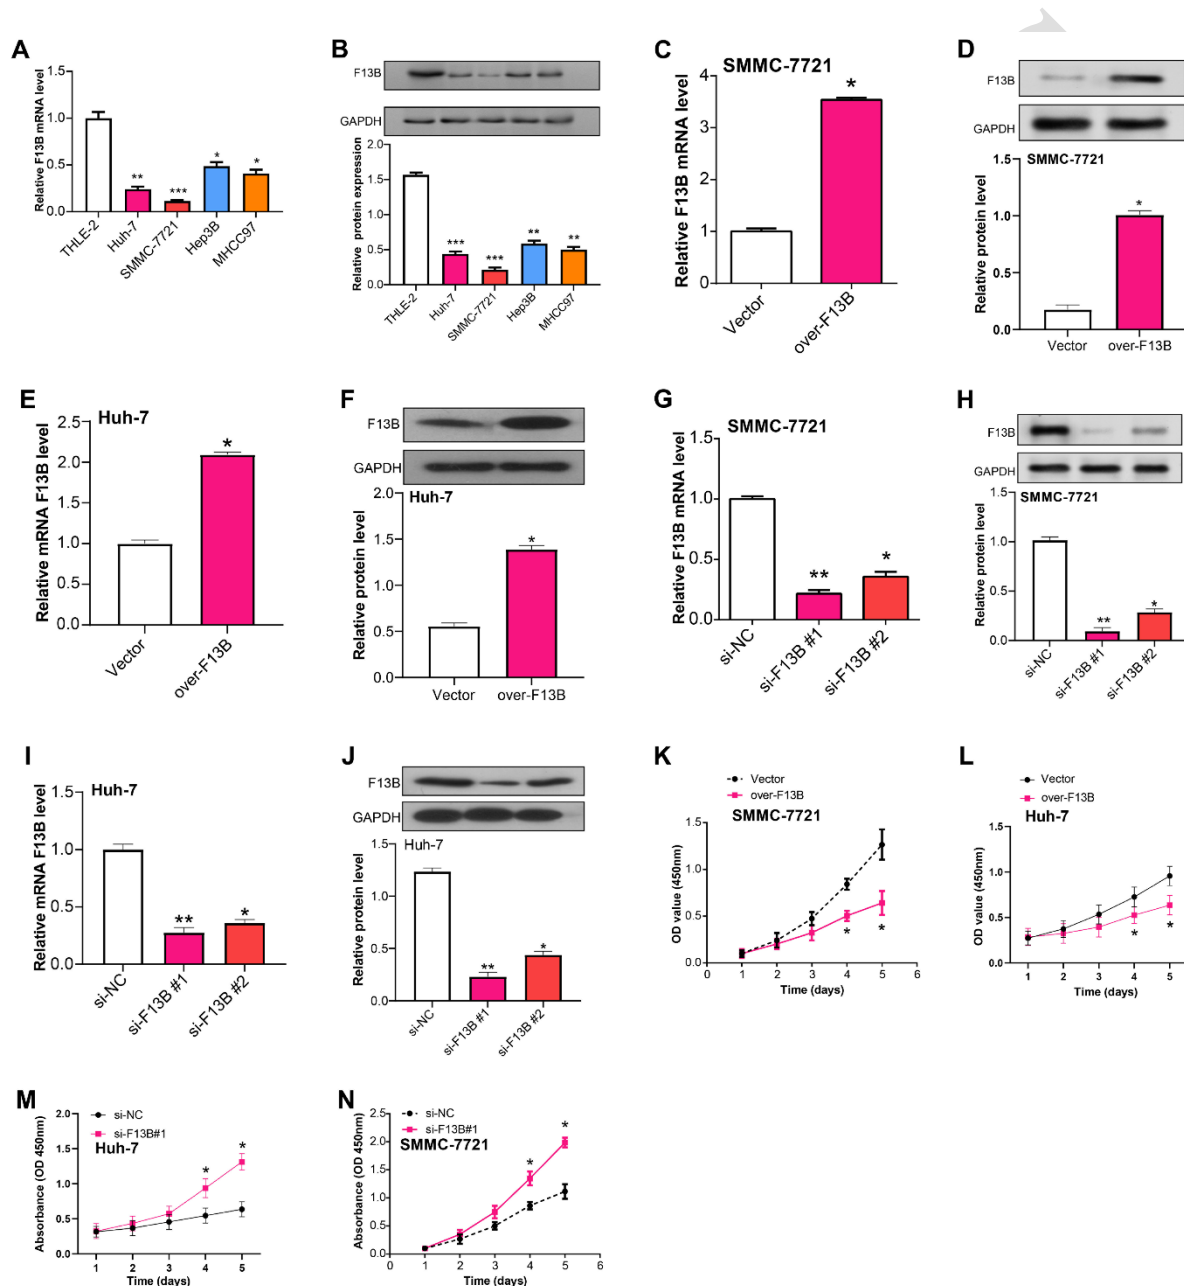 A
Relative F13B mRNA level
1.5
1.0
0.5
0.0
**
***
*
*
THLE-2
Huh-7
SMMC-7721
Hep3B
MHCC97
B
F13B
GAPDH
Relative protein expression
2.0
1.5
1.0
0.5
0.0
***
***
**
**
THLE-2
Huh-7
SMMC-7721
Hep3B
MHCC97
C
SMMC-7721
Relative F13B mRNA level
4
3
2
1
0
*
Vector
over-F13B
D
F13B
GAPDH
SMMC-7721
Relative protein level
1.5
1.0
0.5
0.0
*
Vector
over-F13B
E
Huh-7
Relative mRNA F13B level
2.5
2.0
1.5
1.0
0.5
0.0
*
Vector
over-F13B
F
F13B
GAPDH
Huh-7
Relative protein level
2.0
1.5
1.0
0.5
0.0
*
Vector
over-F13B
G
SMMC-7721
Relative F13B mRNA level
1.5
1.0
0.5
0.0
**
*
si-NC
si-F13B #1
si-F13B #2
H
F13B
GAPDH
SMMC-7721
Relative protein level
1.5
1.0
0.5
0.0
**
*
si-NC
si-F13B #1
si-F13B #2
I
Huh-7
Relative mRNA F13B level
1.5
1.0
0.5
0.0
**
*
si-NC
si-F13B #1
si-F13B #2
J
F13B
GAPDH
Huh-7
Relative protein level
1.5
1.0
0.5
0.0
**
*
si-NC
si-F13B #1
si-F13B #2
K
Vector
over-F13B
SMMC-7721
OD value (450nm)
1.5
1.0
0.5
0.0
*
*
0 1 2 3 4 5 6
Time (days)
L
Vector
over-F13B
Huh-7
OD value (450nm)
1.5
1.0
0.5
0.0
*
*
1 2 3 4 5
Time (days)
M
si-NC
si-F13B#1
Huh-7
Absorbance (OD 450nm)
2.0
1.5
1.0
0.5
0.0
*
*
1 2 3 4 5
Time (days)
N
si-NC
si-F13B#1
SMMC-7721
Absorbance (OD 450nm)
2.5
2.0
1.5
1.0
0.5
0.0
*
*
0 1 2 3 4 5 6
Time (days)